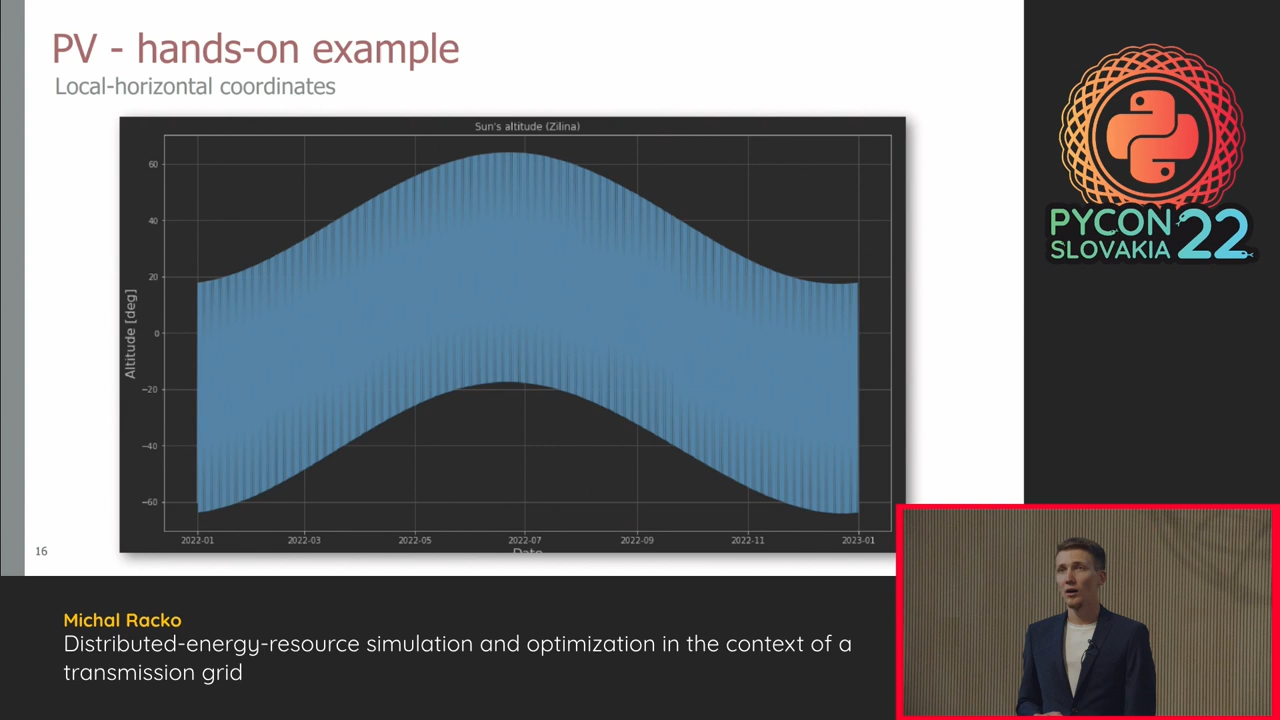 PV - hands-on example
Local-horizontal coordinates
Sun's altitude (Zilina)
Altitude [deg]
60
40
20
0
−20
−40
−60
2022-01
2022-03
2022-05
2022-07
2022-09
2022-11
2023-01
Date
16
PYCON
SLOVAKIA
22
Michal Racko
Distributed-energy-resource simulation and optimization in the context of a
transmission grid